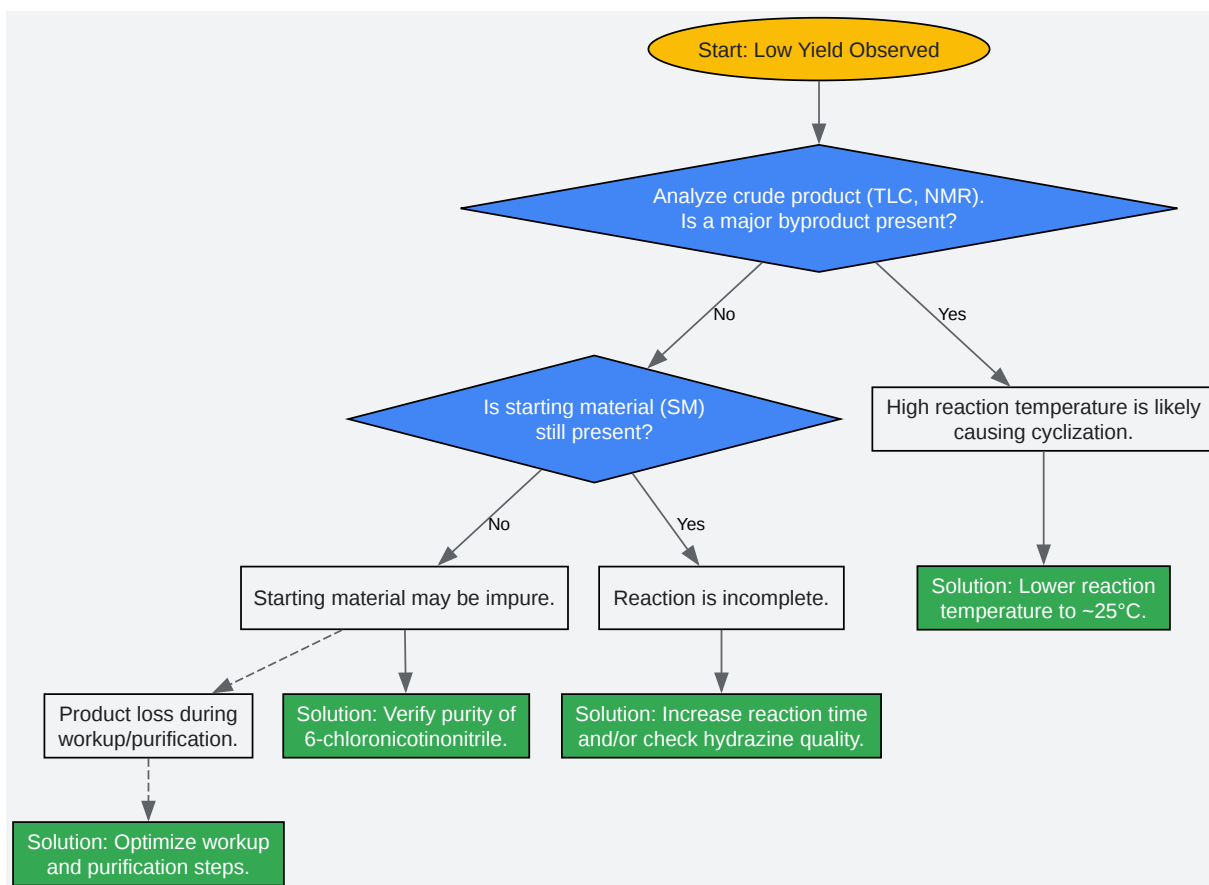 Start: Low Yield Observed
Analyze crude product (TLC, NMR).
Is a major byproduct present?
No
Yes
Is starting material (SM)
still present?
High reaction temperature is likely
causing cyclization.
No
Yes
Starting material may be impure.
Reaction is incomplete.
Solution: Lower reaction
temperature to ~25°C.
Product loss during
workup/purification.
Solution: Verify purity of
6-chloronicotinonitrile.
Solution: Increase reaction time
and/or check hydrazine quality.
Solution: Optimize workup
and purification steps.